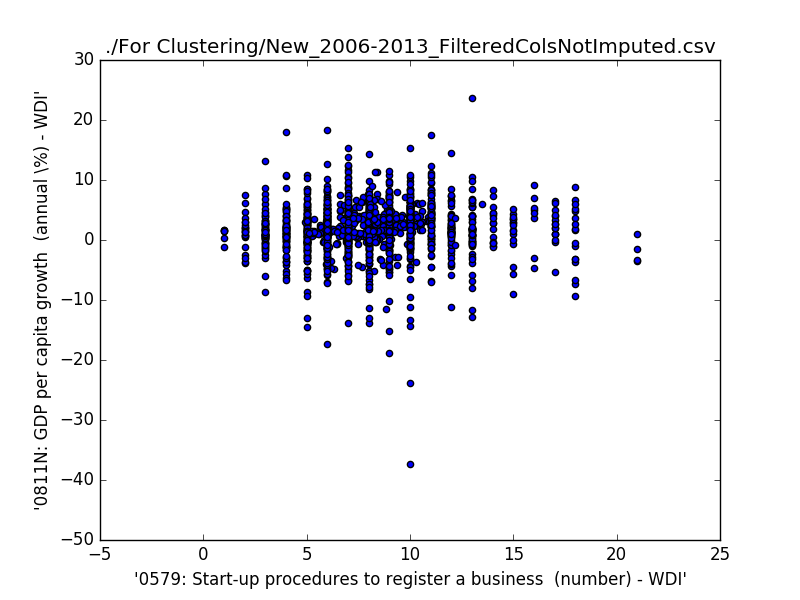 ./For Clustering/New_2006-2013_FilteredColsNotImputed.csv
30
20
10
0
−10
−20
−30
−40
−50
'0811N: GDP per capita growth  (annual \%) - WDI'
−5 0 5 10 15 20 25
'0579: Start-up procedures to register a business  (number) - WDI'